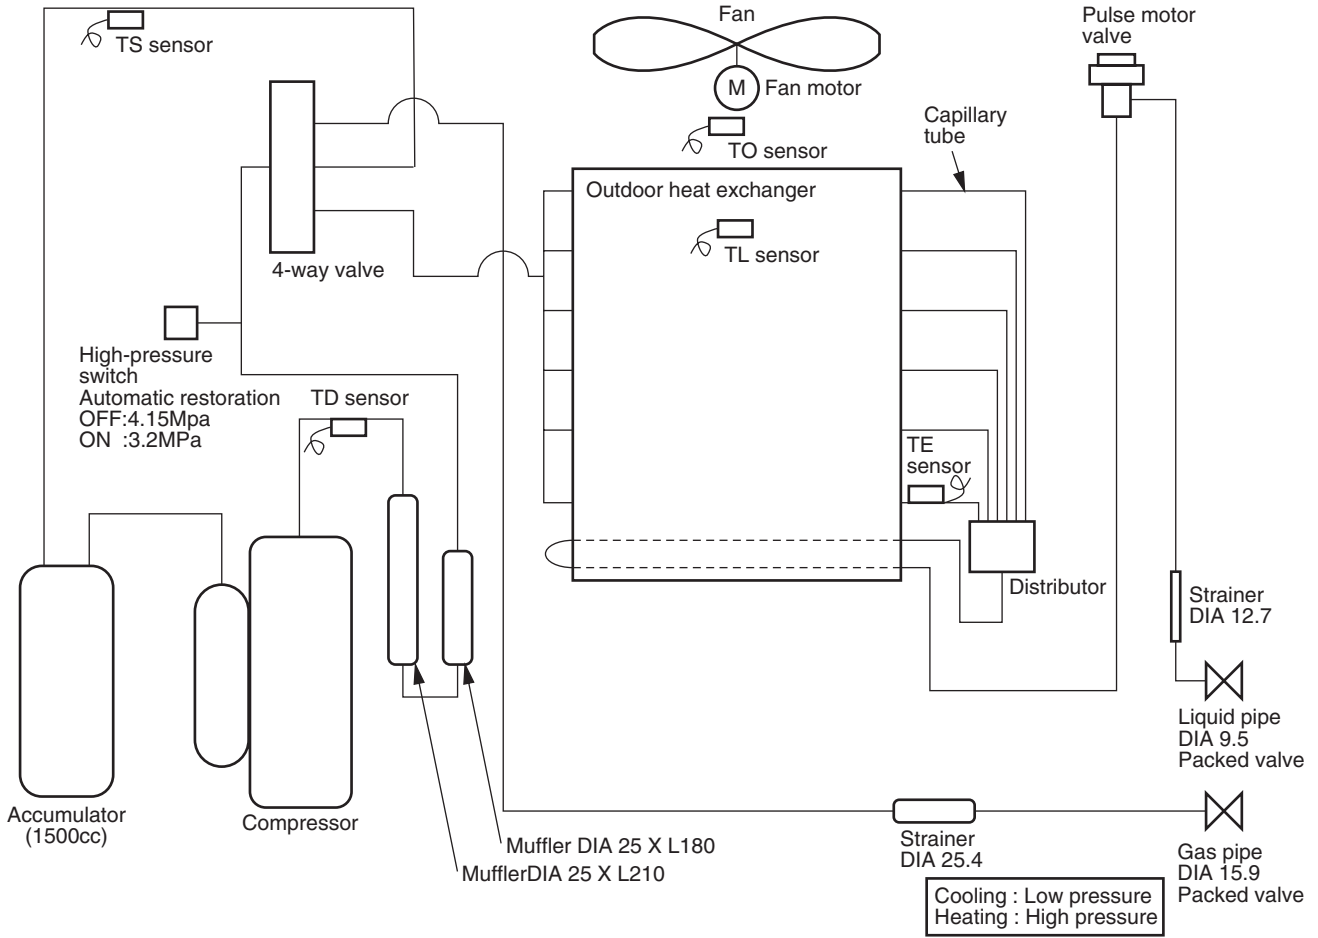 Fan
Pulse motor
valve
TS sensor
M
Fan motor
Capillary
tube
TO sensor
Outdoor heat exchanger
TL sensor
4-way valve
High-pressure
switch
Automatic restoration
OFF:4.15Mpa
ON :3.2MPa
TD sensor
TE
sensor
Distributor
Strainer
DIA 12.7
Liquid pipe
DIA 9.5
Packed valve
Accumulator
(1500cc)
Compressor
Muffler DIA 25 X L180
MufflerDIA 25 X L210
Strainer
DIA 25.4
Gas pipe
DIA 15.9
Packed valve
Cooling : Low pressure
Heating : High pressure